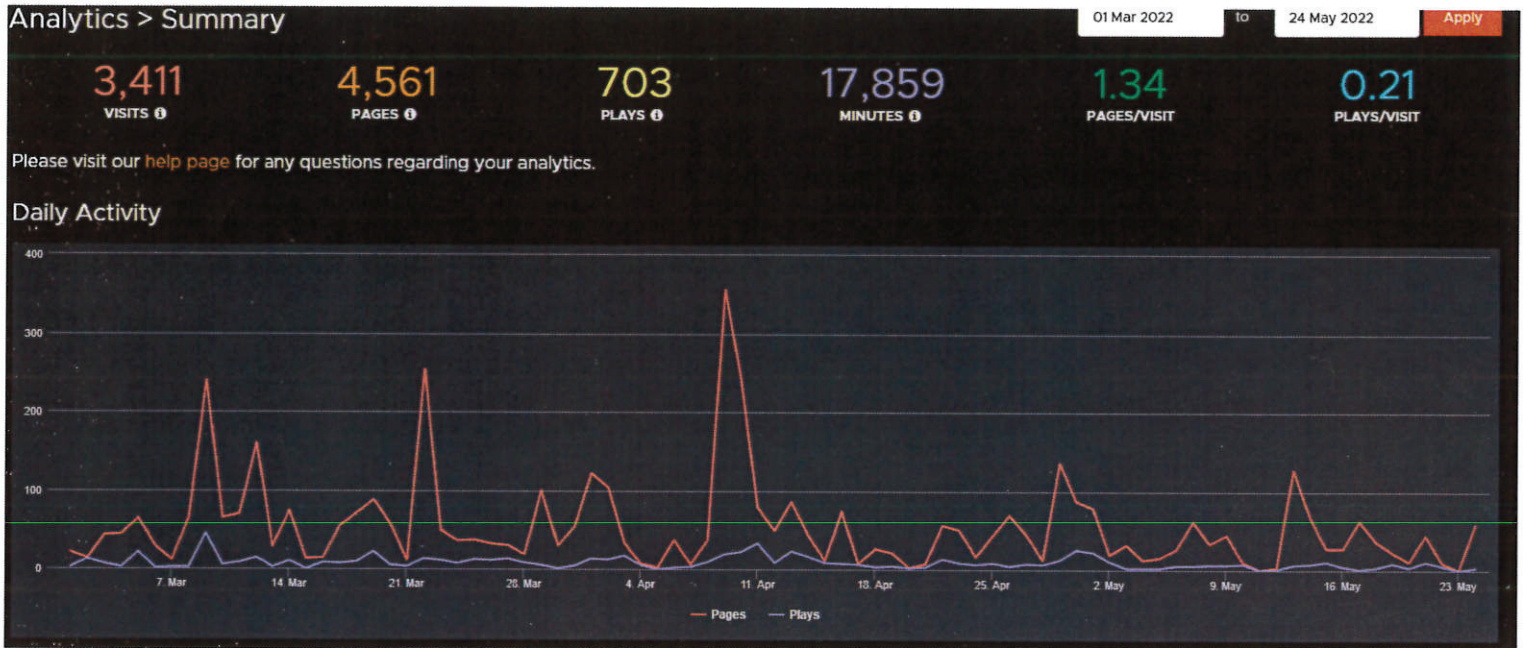 Analytics > Summary
01 Mar 2022 to 24 May 2022 Apply
3,411 4,561 703 17,859 1.34 0.21
VISITS PAGES PLAYS MINUTES PAGES/VISIT PLAYS/VISIT
Please visit our help page for any questions regarding your analytics.
Daily Activity
400
300
200
100
0
7. Mar 14 Mar 21 Mar 28. Mar 4. Apr 11. Apr 18. Apr 25. Apr 2. May 9. May 16 May 23 May
Pages Plays